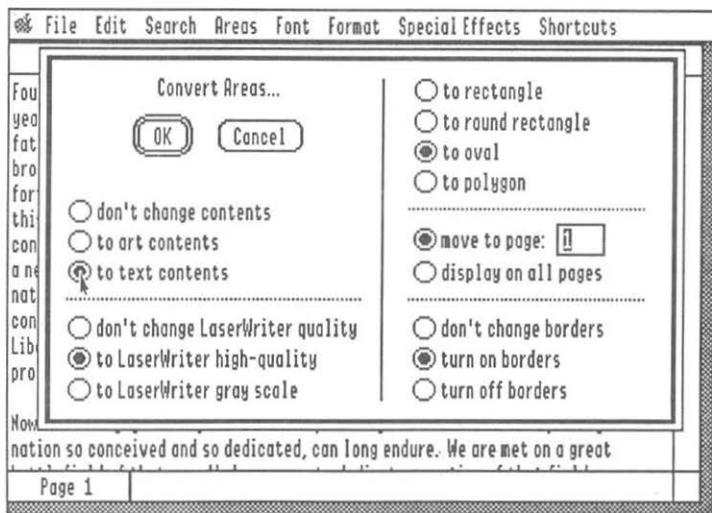 File Edit Search Areas Font Format Special Effects Shortcuts
Convert Areas...
OK Cancel
don't change contents
to art contents
to text contents
don't change LaserWriter quality
to LaserWriter high-quality
to LaserWriter gray scale
to rectangle
to round rectangle
to oval
to polygon
move to page: 1
display on all pages
don't change borders
turn on borders
turn off borders
Fou
yea
fat
bro
for
thi
con
a ne
nat
con
Libe
pro
Now
nation so conceived and so dedicated, can long endure. We are met on a great
Page 1